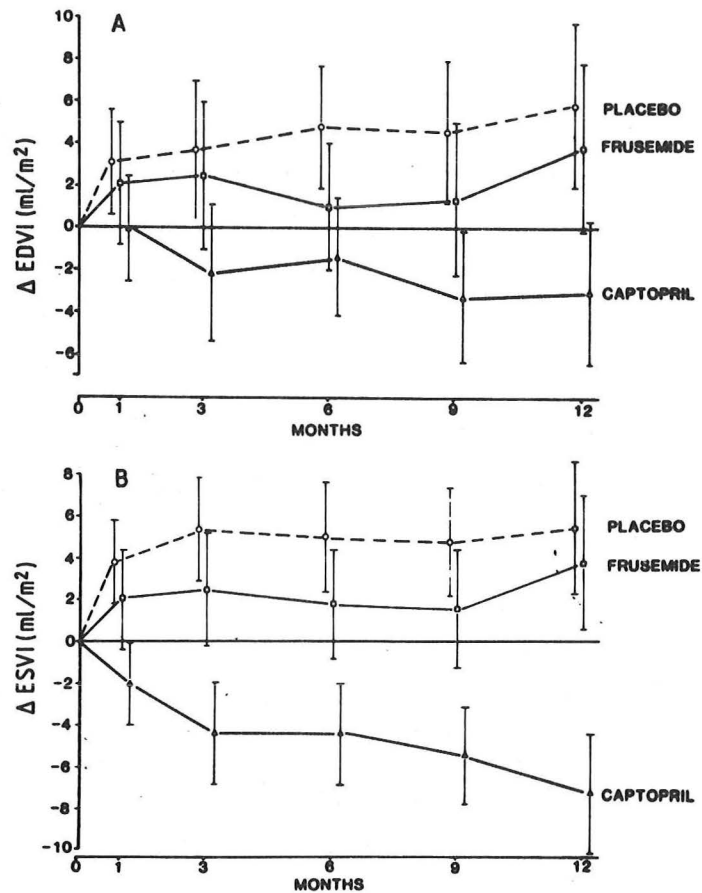 A
10
8
6
4
2
0
-2
-4
-6
Δ EDVI (ml/m²)
PLACEBO
FRUSEMIDE
CAPTOPRIL
0 1 3 6 9 12
MONTHS
B
8
6
4
2
0
-2
-4
-6
-8
-10
Δ ESVI (ml/m²)
PLACEBO
FRUSEMIDE
CAPTOPRIL
0 1 3 6 9 12
MONTHS